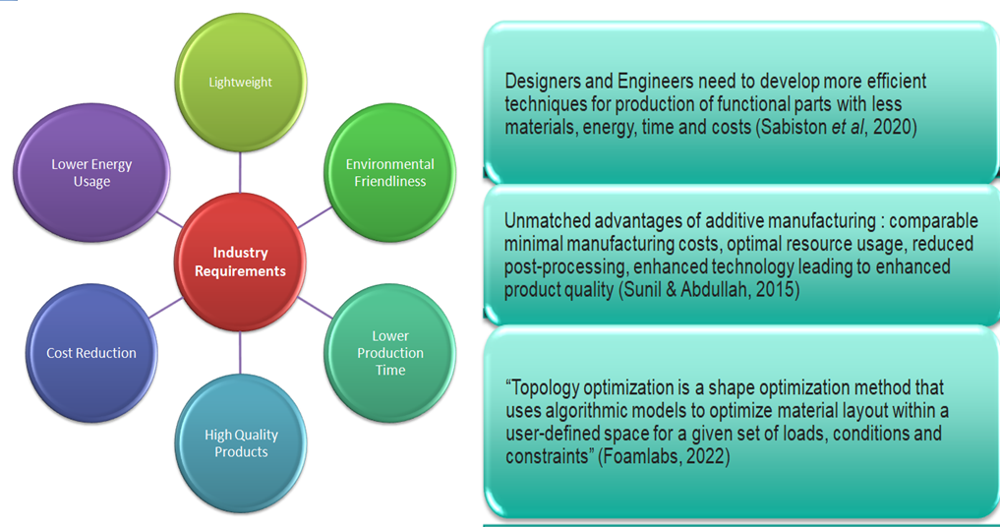 Lightweight
Environmental
Friendliness
Lower
Production
Time
High Quality
Products
Cost Reduction
Lower Energy
Usage
Industry
Requirements
Designers and Engineers need to develop more efficient
techniques for production of functional parts with less
materials, energy, time and costs (Sabiston et al, 2020)
Unmatched advantages of additive manufacturing : comparable
minimal manufacturing costs, optimal resource usage, reduced
post-processing, enhanced technology leading to enhanced
product quality (Sunil & Abdullah, 2015)
“Topology optimization is a shape optimization method that
uses algorithmic models to optimize material layout within a
user-defined space for a given set of loads, conditions and
constraints” (Foamlabs, 2022)